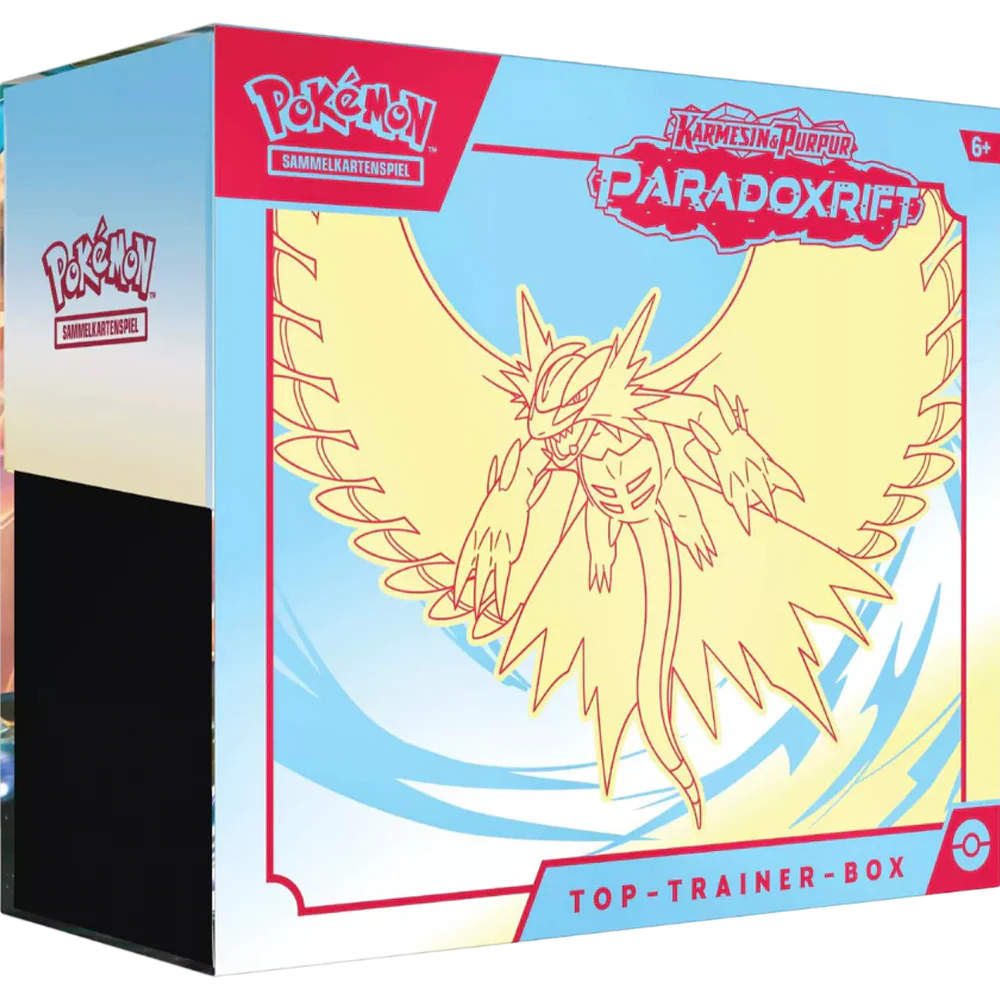 POKÉMON
SAMMELKARTENSPIEL
POKÉMON
SAMMELKARTENSPIEL
KARMESIN & PURPUR
PARADOXRIFT
6+
TOP-TRAINER-BOX